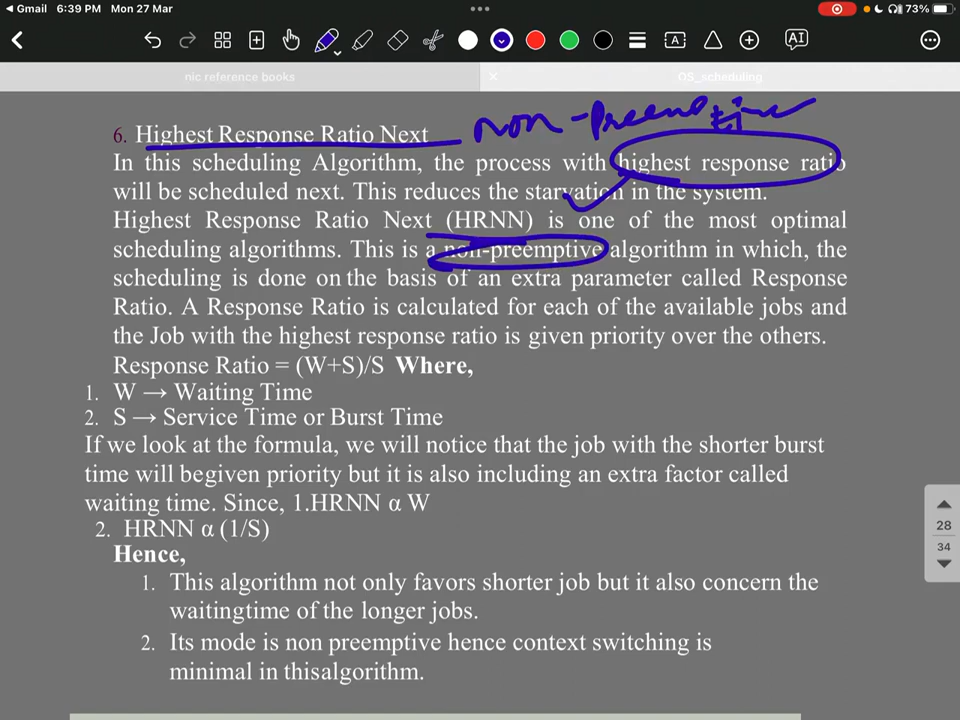 Gmail 6:39 PM Mon 27 Mar 73%
AI
nic reference books OS_scheduling
non-Preemptive
6. Highest Response Ratio Next
In this scheduling Algorithm, the process with highest response ratio
will be scheduled next. This reduces the starvation in the system.
Highest Response Ratio Next (HRNN) is one of the most optimal
scheduling algorithms. This is a non-preemptive algorithm in which, the
scheduling is done on the basis of an extra parameter called Response
Ratio. A Response Ratio is calculated for each of the available jobs and
the Job with the highest response ratio is given priority over the others.
Response Ratio = (W+S)/S Where,
1. W → Waiting Time
2. S → Service Time or Burst Time
If we look at the formula, we will notice that the job with the shorter burst
time will begiven priority but it is also including an extra factor called
waiting time. Since, 1.HRNN α W
2. HRNN α (1/S)
Hence,
1. This algorithm not only favors shorter job but it also concern the
waitingtime of the longer jobs.
2. Its mode is non preemptive hence context switching is
minimal in thisalgorithm.
28
34